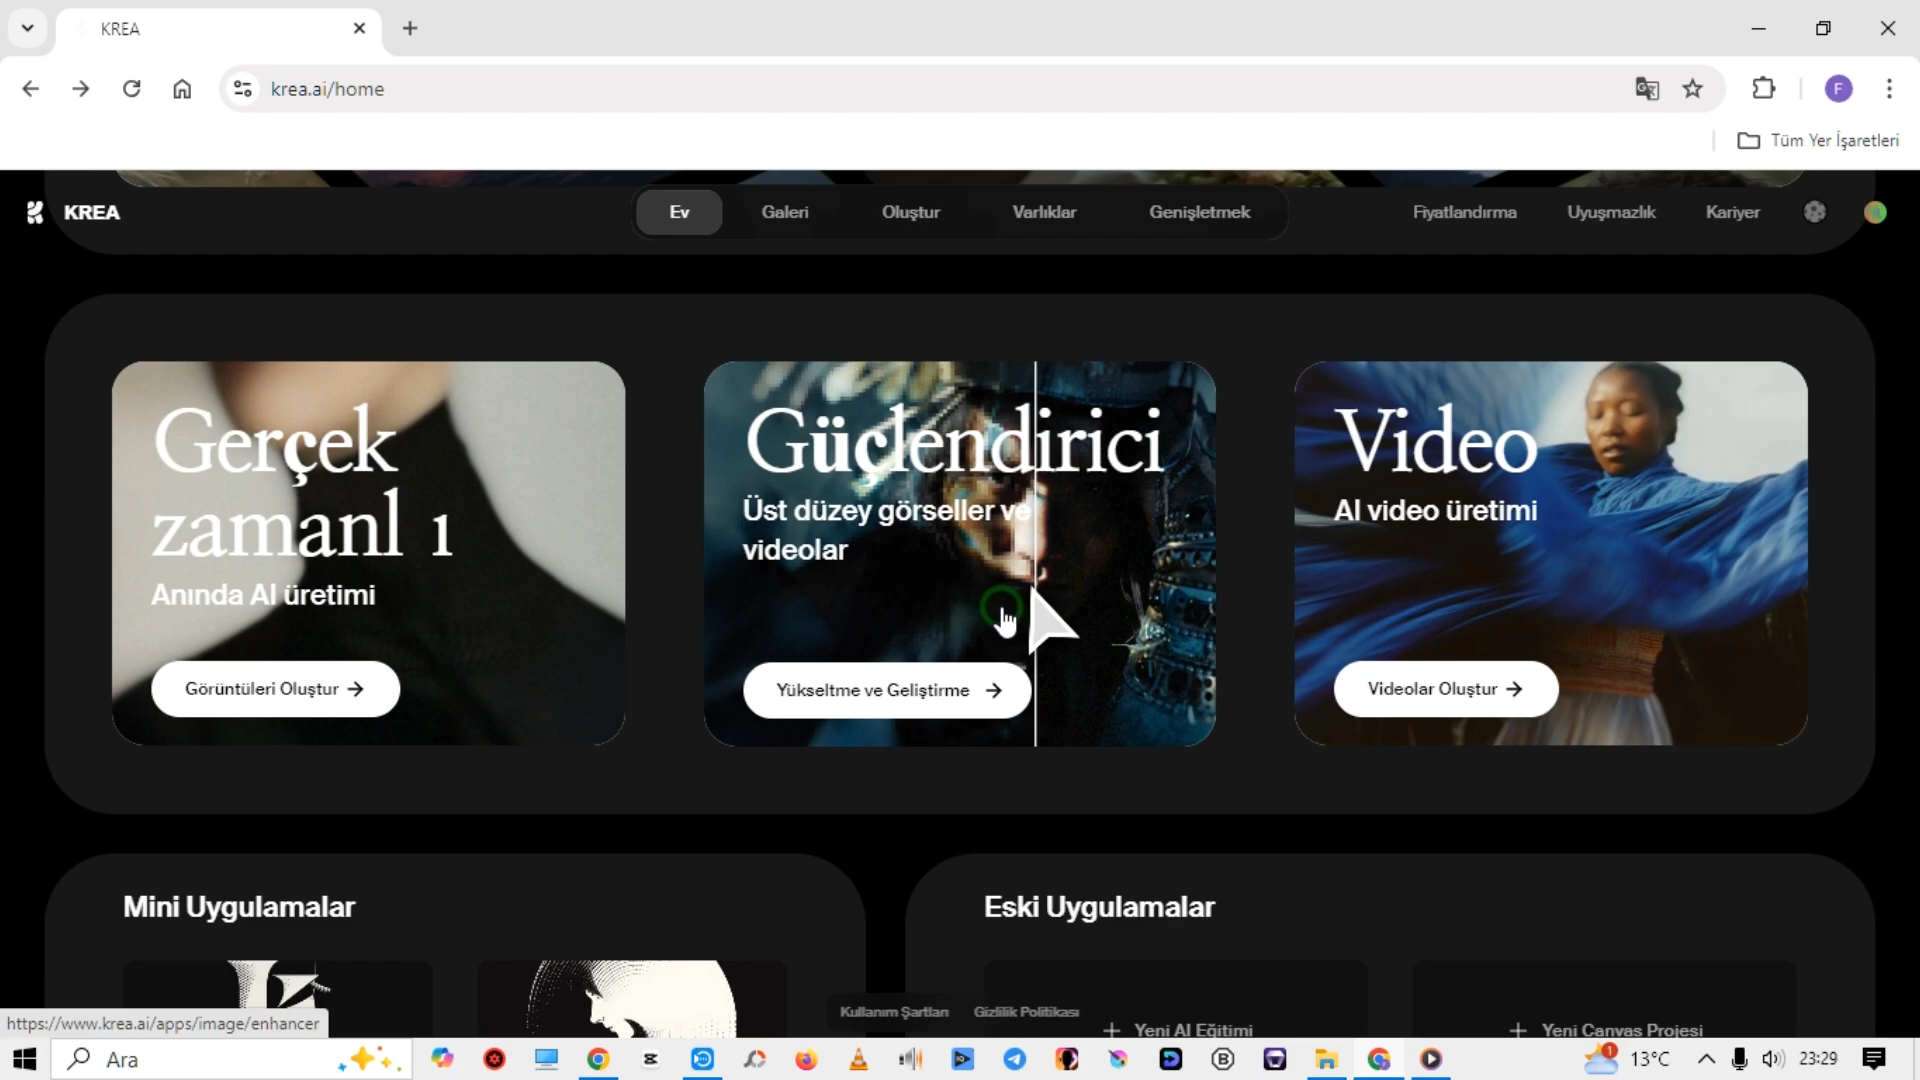 KREA
krea.ai/home
Tüm Yer İşaretleri
KREA
Ev
Galeri
Oluştur
Varlıklar
Genişletmek
Fiyatlandırma
Uyuşmazlık
Kariyer
Gerçek
zamanl ı
Anında AI üretimi
Görüntüleri Oluştur →
Güçlendirici
Üst düzey görseller ve
videolar
Yükseltme ve Geliştirme →
Video
AI video üretimi
Videolar Oluştur →
Mini Uygulamalar
Eski Uygulamalar
Kullanım Şartları
Gizlilik Politikası
+ Yeni AI Eğitimi
+ Yeni Canvas Projesi
https://www.krea.ai/apps/image/enhancer
Ara
13°C
23:29